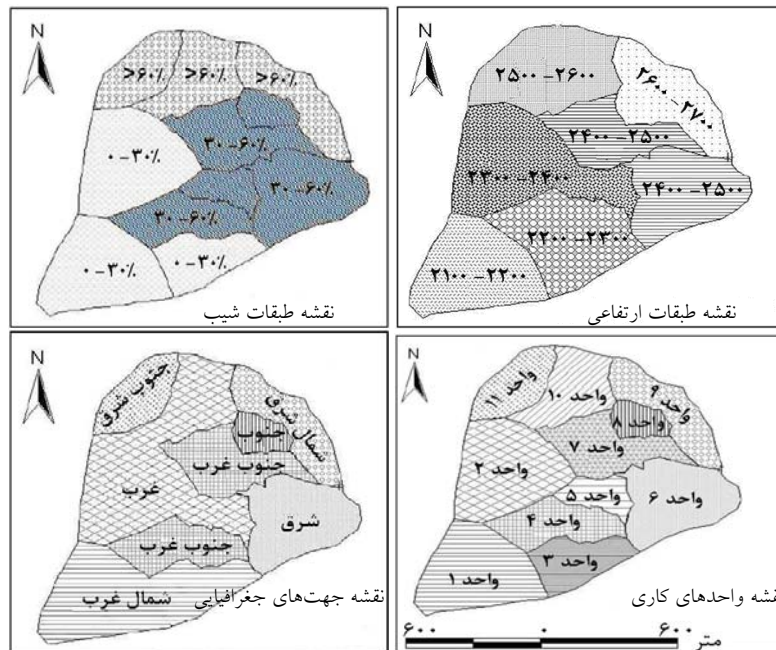 N
>۶۰٪
>۶۰٪
>۶۰٪
۳۰ - ۶۰٪
۰ - ۳۰٪
۳۰ - ۶۰٪
۳۰ - ۶۰٪
۰ - ۳۰٪
۰ - ۳۰٪
نقشه طبقات شیب
N
۲۵۰۰ - ۲۶۰۰
۲۶۰۰ - ۲۷۰۰
۲۴۰۰ - ۲۵۰۰
۲۳۰۰ - ۲۴۰۰
۲۴۰۰ - ۲۵۰۰
۲۲۰۰ - ۲۳۰۰
۲۱۰۰ - ۲۲۰۰
نقشه طبقات ارتفاعی
N
جنوب شرق
شمال شرق
جنوب
جنوب غرب
غرب
شرق
جنوب غرب
شمال غرب
نقشه جهت‌های جغرافیایی
N
واحد ۱۱
واحد ۱۰
واحد ۹
واحد ۸
واحد ۷
واحد ۲
واحد ۵
واحد ۶
واحد ۴
واحد ۳
واحد ۱
نقشه واحدهای کاری
۶۰۰ ۰ ۶۰۰ متر